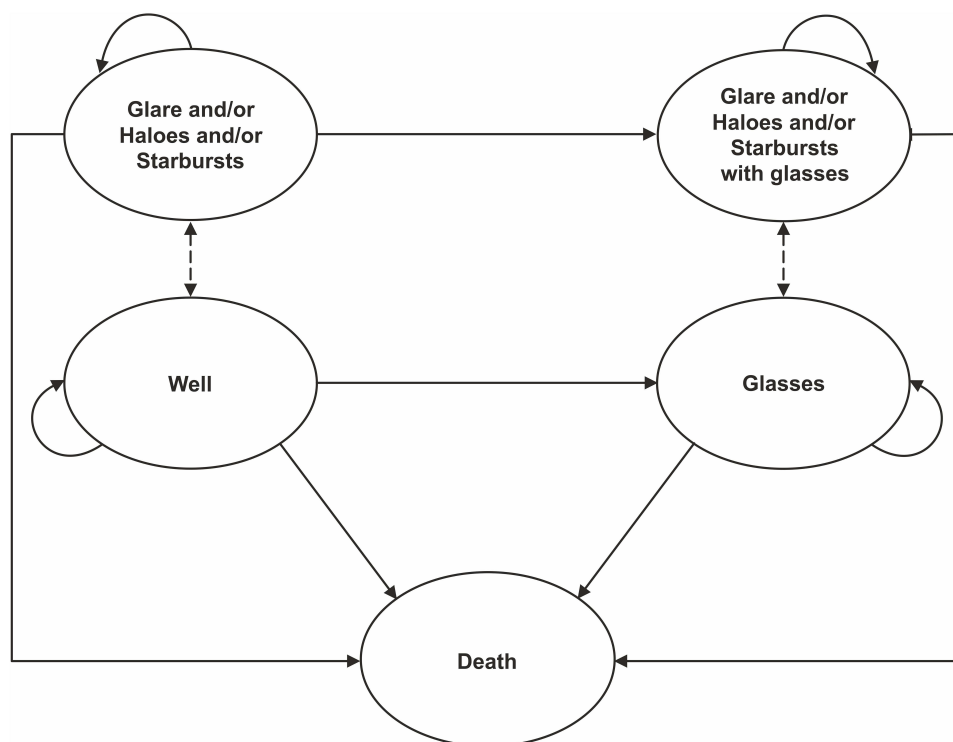 Glare and/or
Haloes and/or
Starbursts
Glare and/or
Haloes and/or
Starbursts
with glasses
Well
Glasses
Death